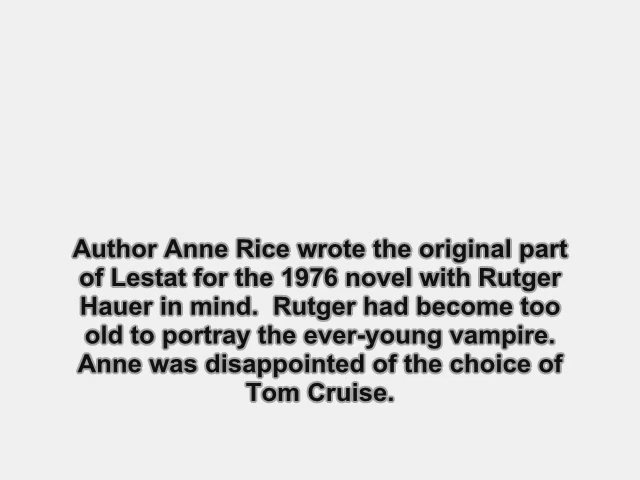 Author Anne Rice wrote the original part
of Lestat for the 1976 novel with Rutger
Hauer in mind.  Rutger had become too
old to portray the ever-young vampire.
Anne was disappointed of the choice of
Tom Cruise.